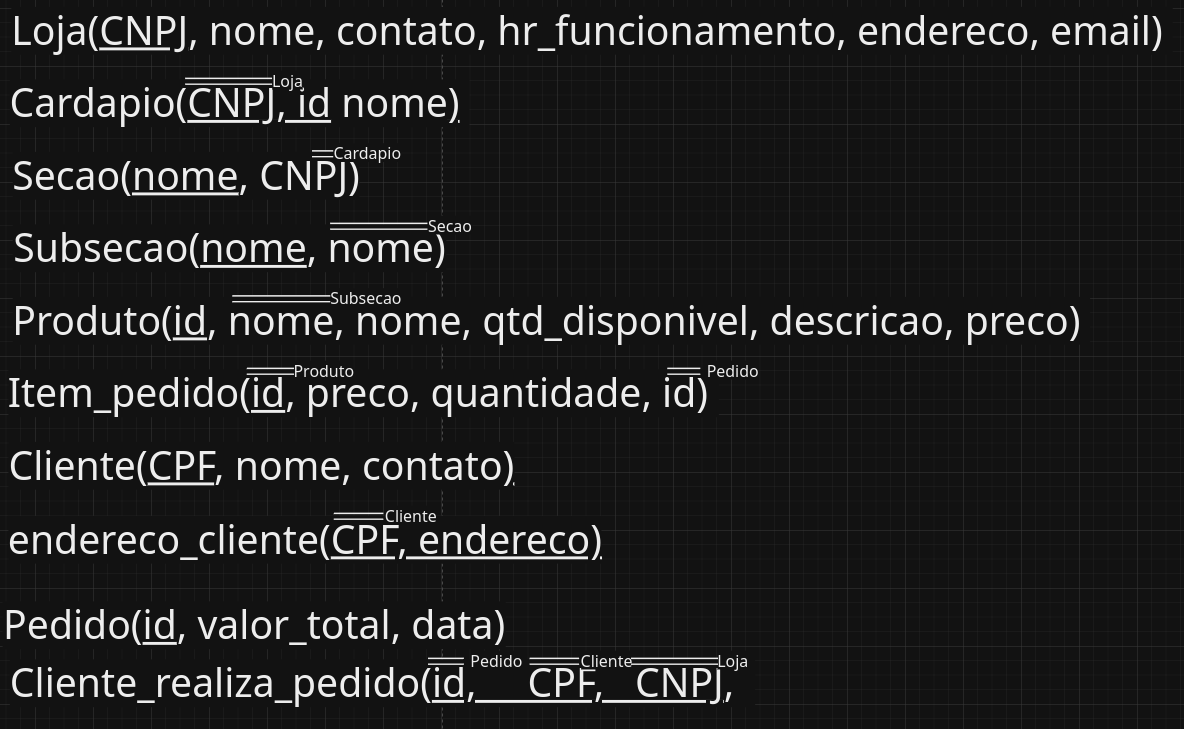 Loja(CNPJ, nome, contato, hr_funcionamento, endereco, email)
Loja
Cardapio(CNPJ, id nome)
Cardapio
Secao(nome, CNPJ)
Secao
Subsecao(nome, nome)
Subsecao
Produto(id, nome, nome, qtd_disponivel, descricao, preco)
Produto Pedido
Item_pedido(id, preco, quantidade, id)
Cliente(CPF, nome, contato)
Cliente
endereco_cliente(CPF, endereco)
Pedido(id, valor_total, data)
Pedido Cliente Loja
Cliente_realiza_pedido(id, CPF, CNPJ,